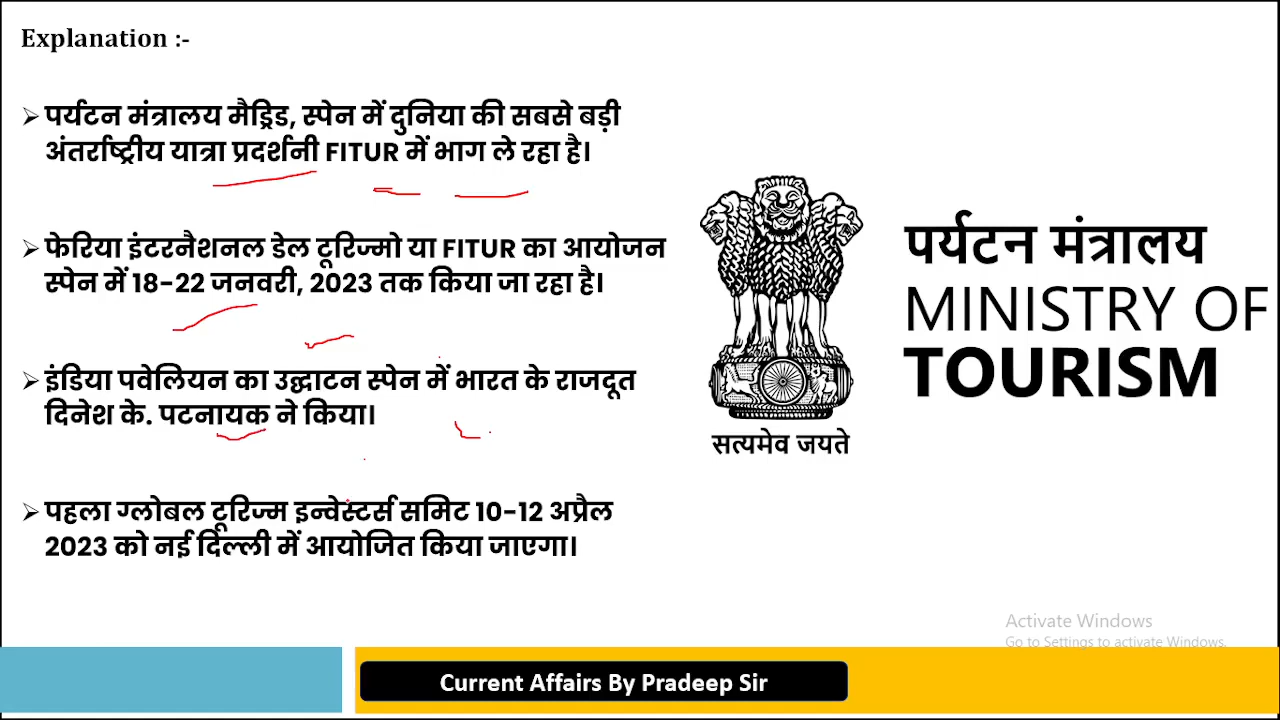 Explanation :-
➢ पर्यटन मंत्रालय मैड्रिड, स्पेन में दुनिया की सबसे बड़ी
अंतर्राष्ट्रीय यात्रा प्रदर्शनी FITUR में भाग ले रहा है।
➢ फेरिया इंटरनैशनल डेल टूरिज्मो या FITUR का आयोजन
स्पेन में 18-22 जनवरी, 2023 तक किया जा रहा है।
➢ इंडिया पवेलियन का उद्घाटन स्पेन में भारत के राजदूत
दिनेश के. पटनायक ने किया।
➢ पहला ग्लोबल टूरिज्म इन्वेस्टर्स समिट 10-12 अप्रैल
2023 को नई दिल्ली में आयोजित किया जाएगा।
पर्यटन मंत्रालय
MINISTRY OF
TOURISM
सत्यमेव जयते
Activate Windows
Go to Settings to activate Windows.
Current Affairs By Pradeep Sir